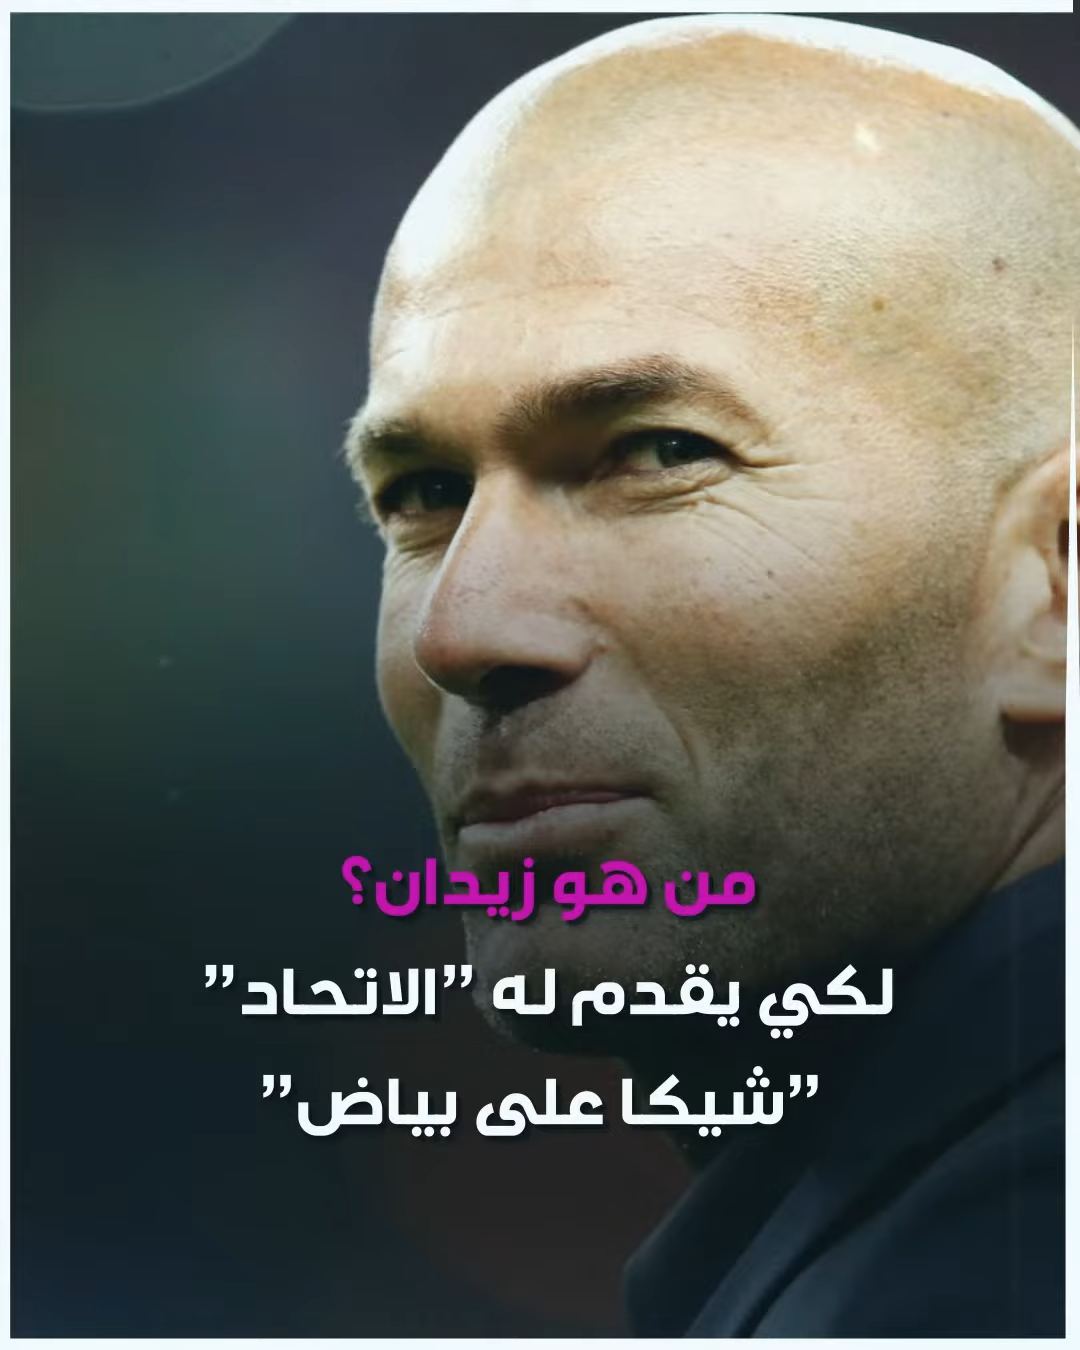 من هو زيدان؟
لكي يقدم له ”الاتحاد”
”شيكا على بياض”